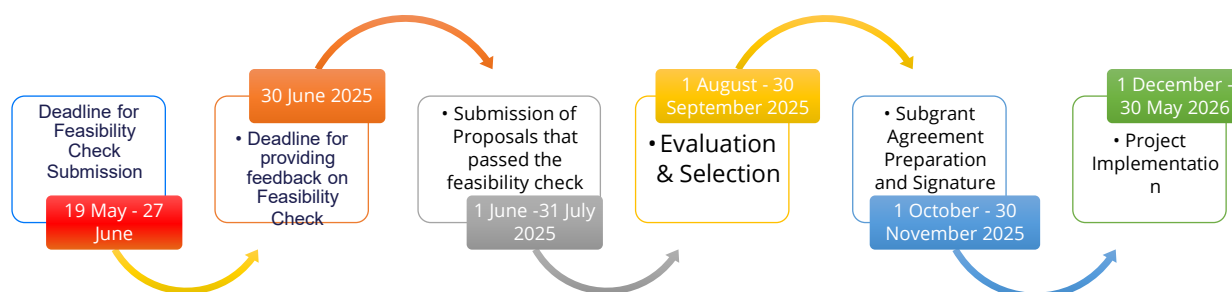 Deadline for
Feasibility
Check
Submission
19 May - 27
June
30 June 2025
• Deadline for
providing
feedback on
Feasibility
Check
• Submission of
Proposals that
passed the
feasibility check
1 June -31 July
2025
1 August - 30
September 2025
• Evaluation
& Selection
• Subgrant
Agreement
Preparation
and Signature
1 October - 30
November 2025
1 December -
30 May 2026
• Project
Implementatio
n